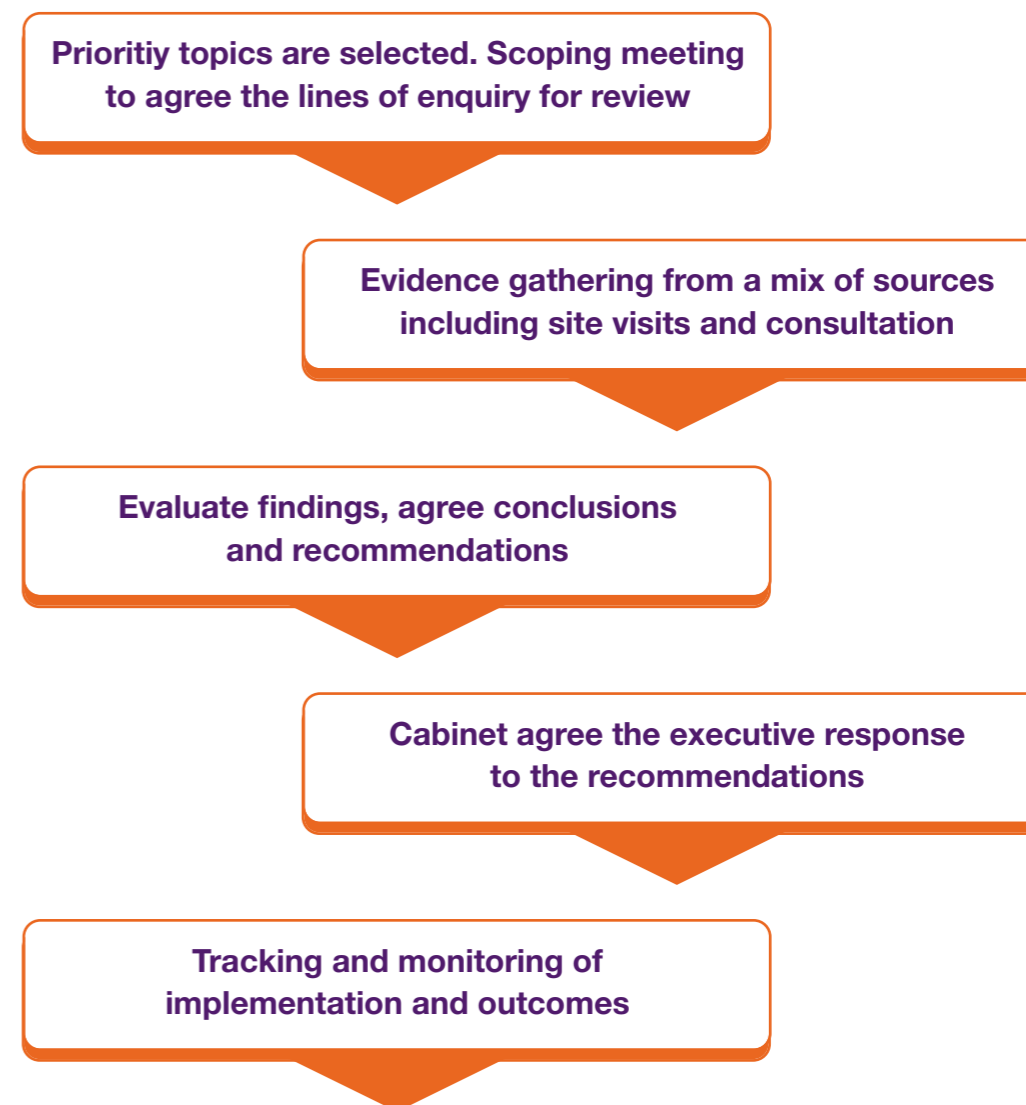 Prioritiy topics are selected. Scoping meeting
to agree the lines of enquiry for review
Evidence gathering from a mix of sources
including site visits and consultation
Evaluate findings, agree conclusions
and recommendations
Cabinet agree the executive response
to the recommendations
Tracking and monitoring of
implementation and outcomes